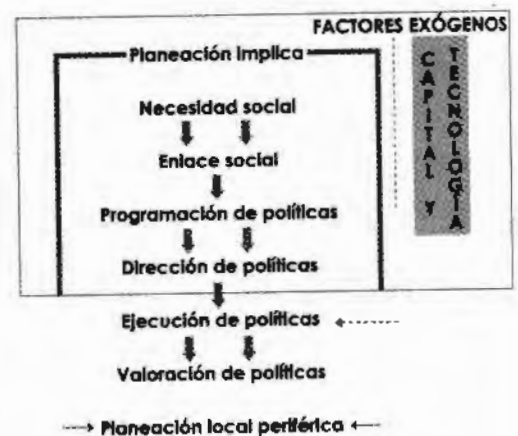 FACTORES EXÓGENOS
Planeación implica
CAPITAL Y
TECNOLOGÍA
Necesidad social
Enlace social
Programación de políticas
Dirección de políticas
Ejecución de políticas
Valoración de políticas
Planeación local periférica